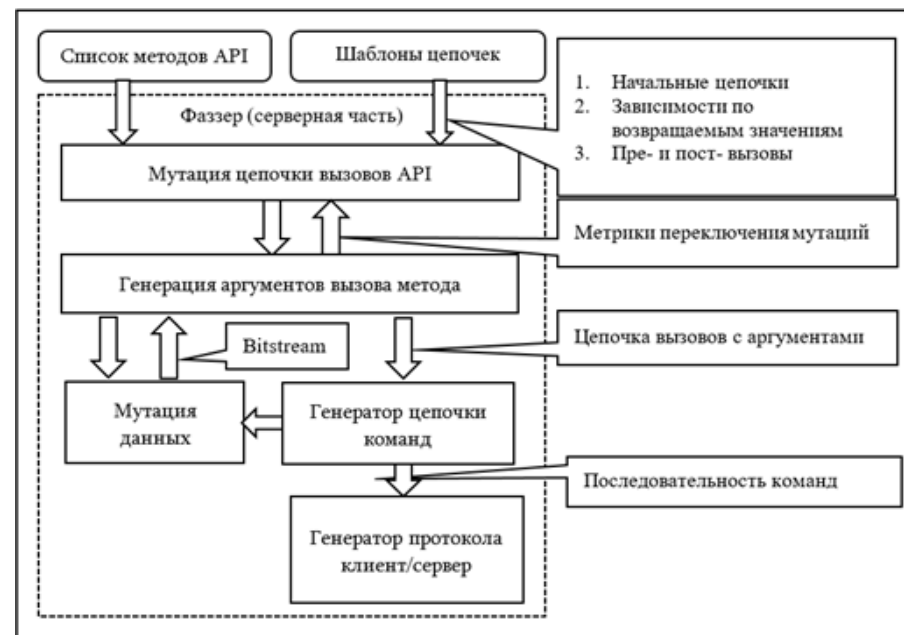 Список методов API
Шаблоны цепочек
Фаззер (серверная часть)
1. Начальные цепочки
2. Зависимости по
возвращаемым значениям
3. Пре- и пост- вызовы
Мутация цепочки вызовов API
Метрики переключения мутаций
Генерация аргументов вызова метода
Bitstream
Цепочка вызовов с аргументами
Мутация
данных
Генератор цепочки
команд
Последовательность команд
Генератор протокола
клиент/сервер